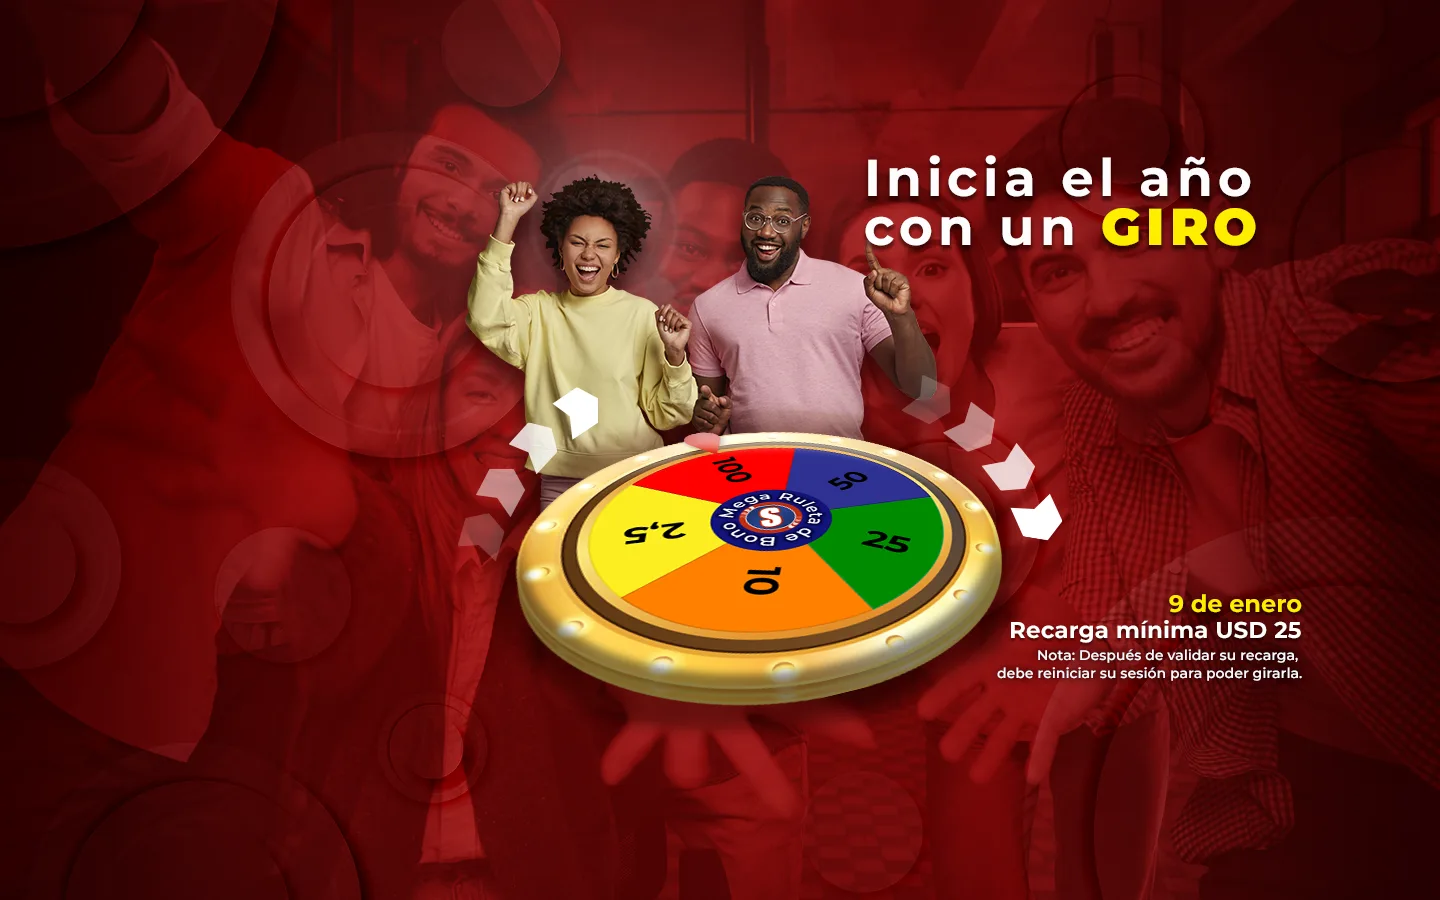 Inicia el año
con un GIRO
100
50
2,5
25
10
Mega Ruleta
de Bono
S
9 de enero
Recarga mínima USD 25
Nota: Después de validar su recarga,
debe reiniciar su sesión para poder girarla.